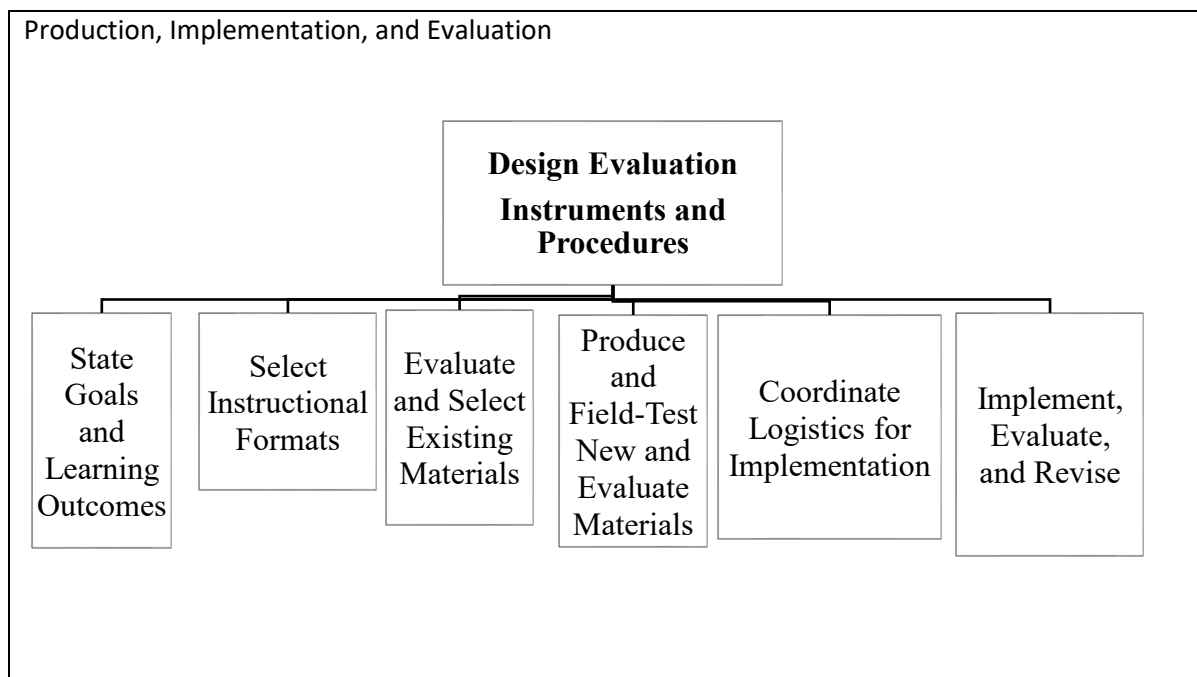 Production, Implementation, and Evaluation
Design Evaluation
Instruments and
Procedures
State
Goals
and
Learning
Outcomes
Select
Instructional
Formats
Evaluate
and Select
Existing
Materials
Produce
and
Field-Test
New and
Evaluate
Materials
Coordinate
Logistics for
Implementation
Implement,
Evaluate,
and Revise